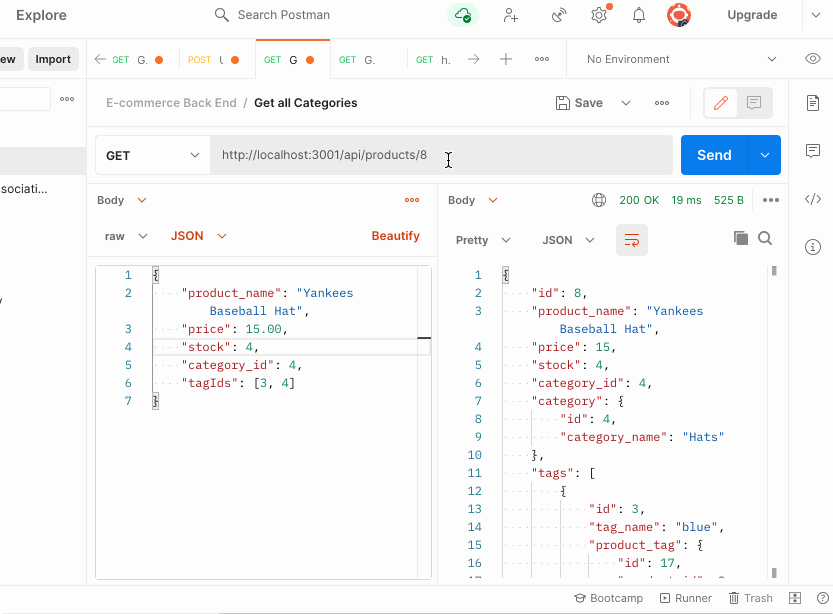 Explore
Search Postman
Upgrade
ew
Import
GET G.
POST
GET G
GET G.
GET h.
No Environment
E-commerce Back End / Get all Categories
Save
GET
http://localhost:3001/api/products/8
Send
ssociati...
Body
raw
JSON
Beautify
1 {
2 "product_name": "Yankees
Baseball Hat",
3 "price": 15.00,
4 "stock": 4,
5 "category_id": 4,
6 "tagIds": [3, 4]
7 }
Body
200 OK
19 ms
525 B
Pretty
JSON
1 {
2 "id": 8,
3 "product_name": "Yankees
Baseball Hat",
4 "price": 15,
5 "stock": 4,
6 "category_id": 4,
7 "category": {
8 "id": 4,
9 "category_name": "Hats"
10 },
11 "tags": [
12 {
13 "id": 3,
14 "tag_name": "blue",
15 "product_tag": {
16 "id": 17,
Bootcamp
Runner
Trash